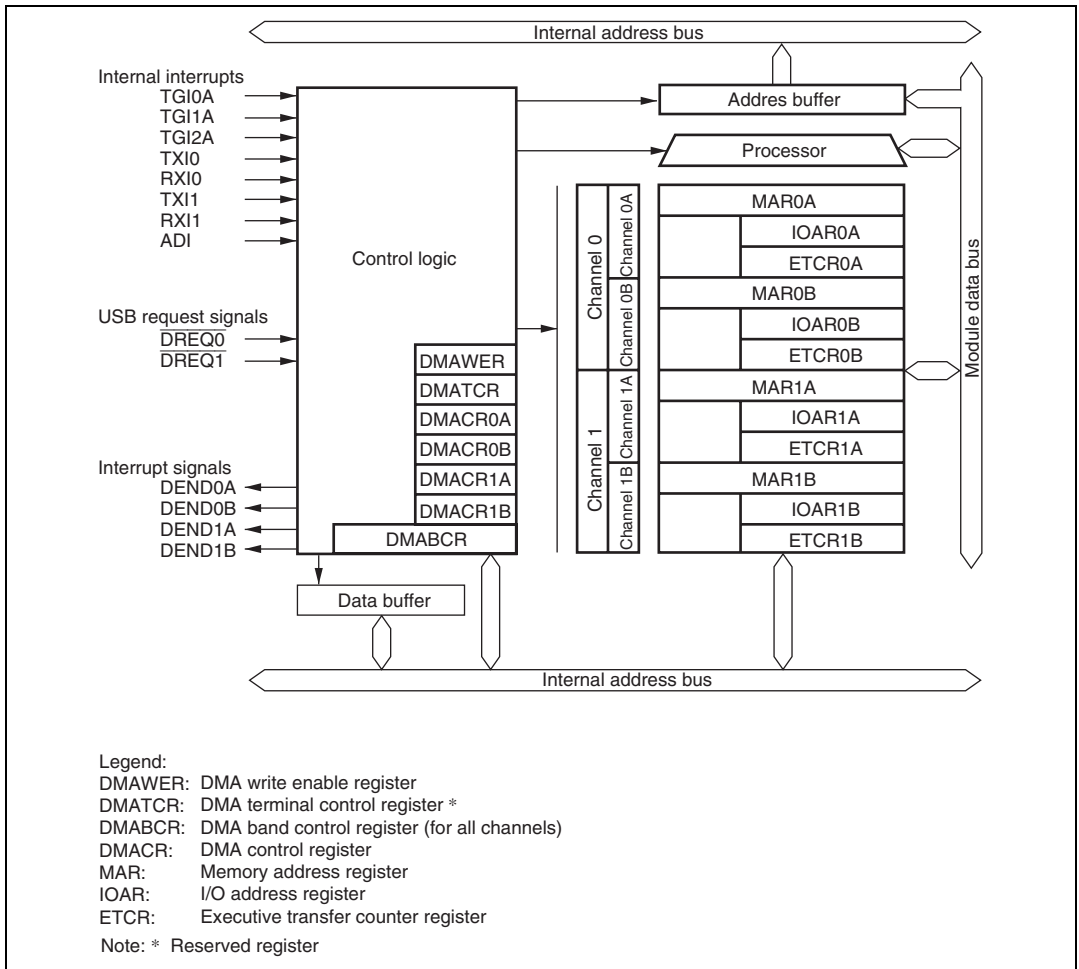 Internal address bus
Internal interrupts
TGI0A
TGI1A
TGI2A
TXI0
RXI0
TXI1
RXI1
ADI
USB request signals
DREQ0
DREQ1
Interrupt signals
DEND0A
DEND0B
DEND1A
DEND1B
Control logic
DMAWER
DMATCR
DMACR0A
DMACR0B
DMACR1A
DMACR1B
DMABCR
Data buffer
Addres buffer
Processor
Channel 0
Channel 0A
Channel 0B
Channel 1
Channel 1A
Channel 1B
MAR0A
IOAR0A
ETCR0A
MAR0B
IOAR0B
ETCR0B
MAR1A
IOAR1A
ETCR1A
MAR1B
IOAR1B
ETCR1B
Module data bus
Internal address bus
Legend:
DMAWER: DMA write enable register
DMATCR: DMA terminal control register *
DMABCR: DMA band control register (for all channels)
DMACR: DMA control register
MAR: Memory address register
IOAR: I/O address register
ETCR: Executive transfer counter register
Note: * Reserved register